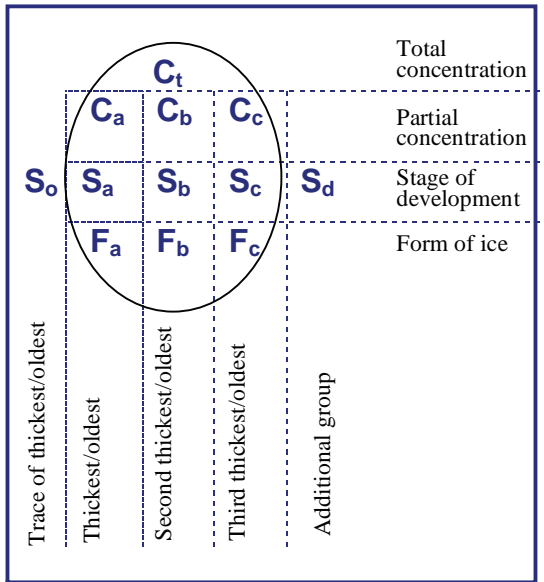 Ct
Total
concentration
Ca Cb Cc
Partial
concentration
So Sa Sb Sc Sd
Stage of
development
Fa Fb Fc
Form of ice
Trace of thickest/oldest
Thickest/oldest
Second thickest/oldest
Third thickest/oldest
Additional group